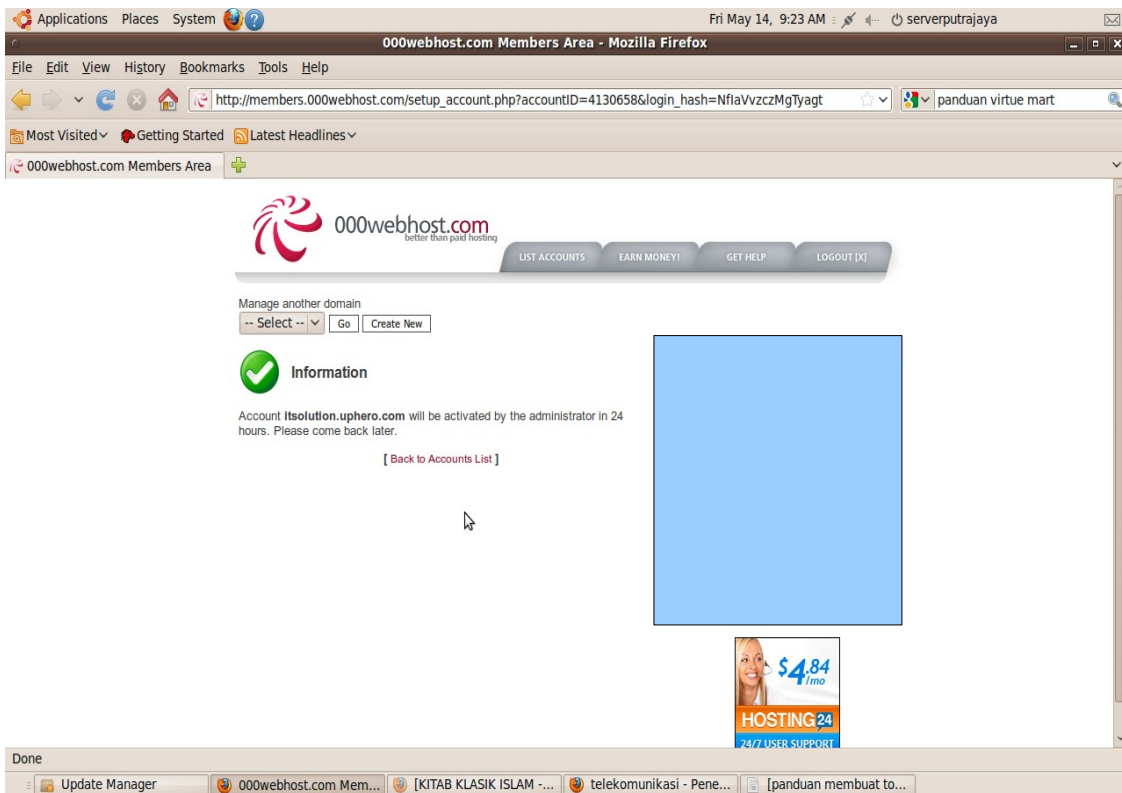 Applications Places System ? Fri May 14, 9:23 AM serverputrajaya
000webhost.com Members Area - Mozilla Firefox
File Edit View History Bookmarks Tools Help
http://members.000webhost.com/setup_account.php?accountID=4130658&login_hash=NfIaVvzczMgTyagt panduan virtue mart
Most Visited Getting Started Latest Headlines
000webhost.com Members Area
000webhost.com
better than paid hosting
LIST ACCOUNTS EARN MONEY! GET HELP LOGOUT [X]
Manage another domain
-- Select -- Go Create New
Information
Account itsolution.uphero.com will be activated by the administrator in 24
hours. Please come back later.
[ Back to Accounts List ]
$4.84
/mo
HOSTING 24
24/7 USER SUPPORT
Done
Update Manager 000webhost.com Mem... [KITAB KLASIK ISLAM -... telekomunikasi - Pene... [panduan membuat to...